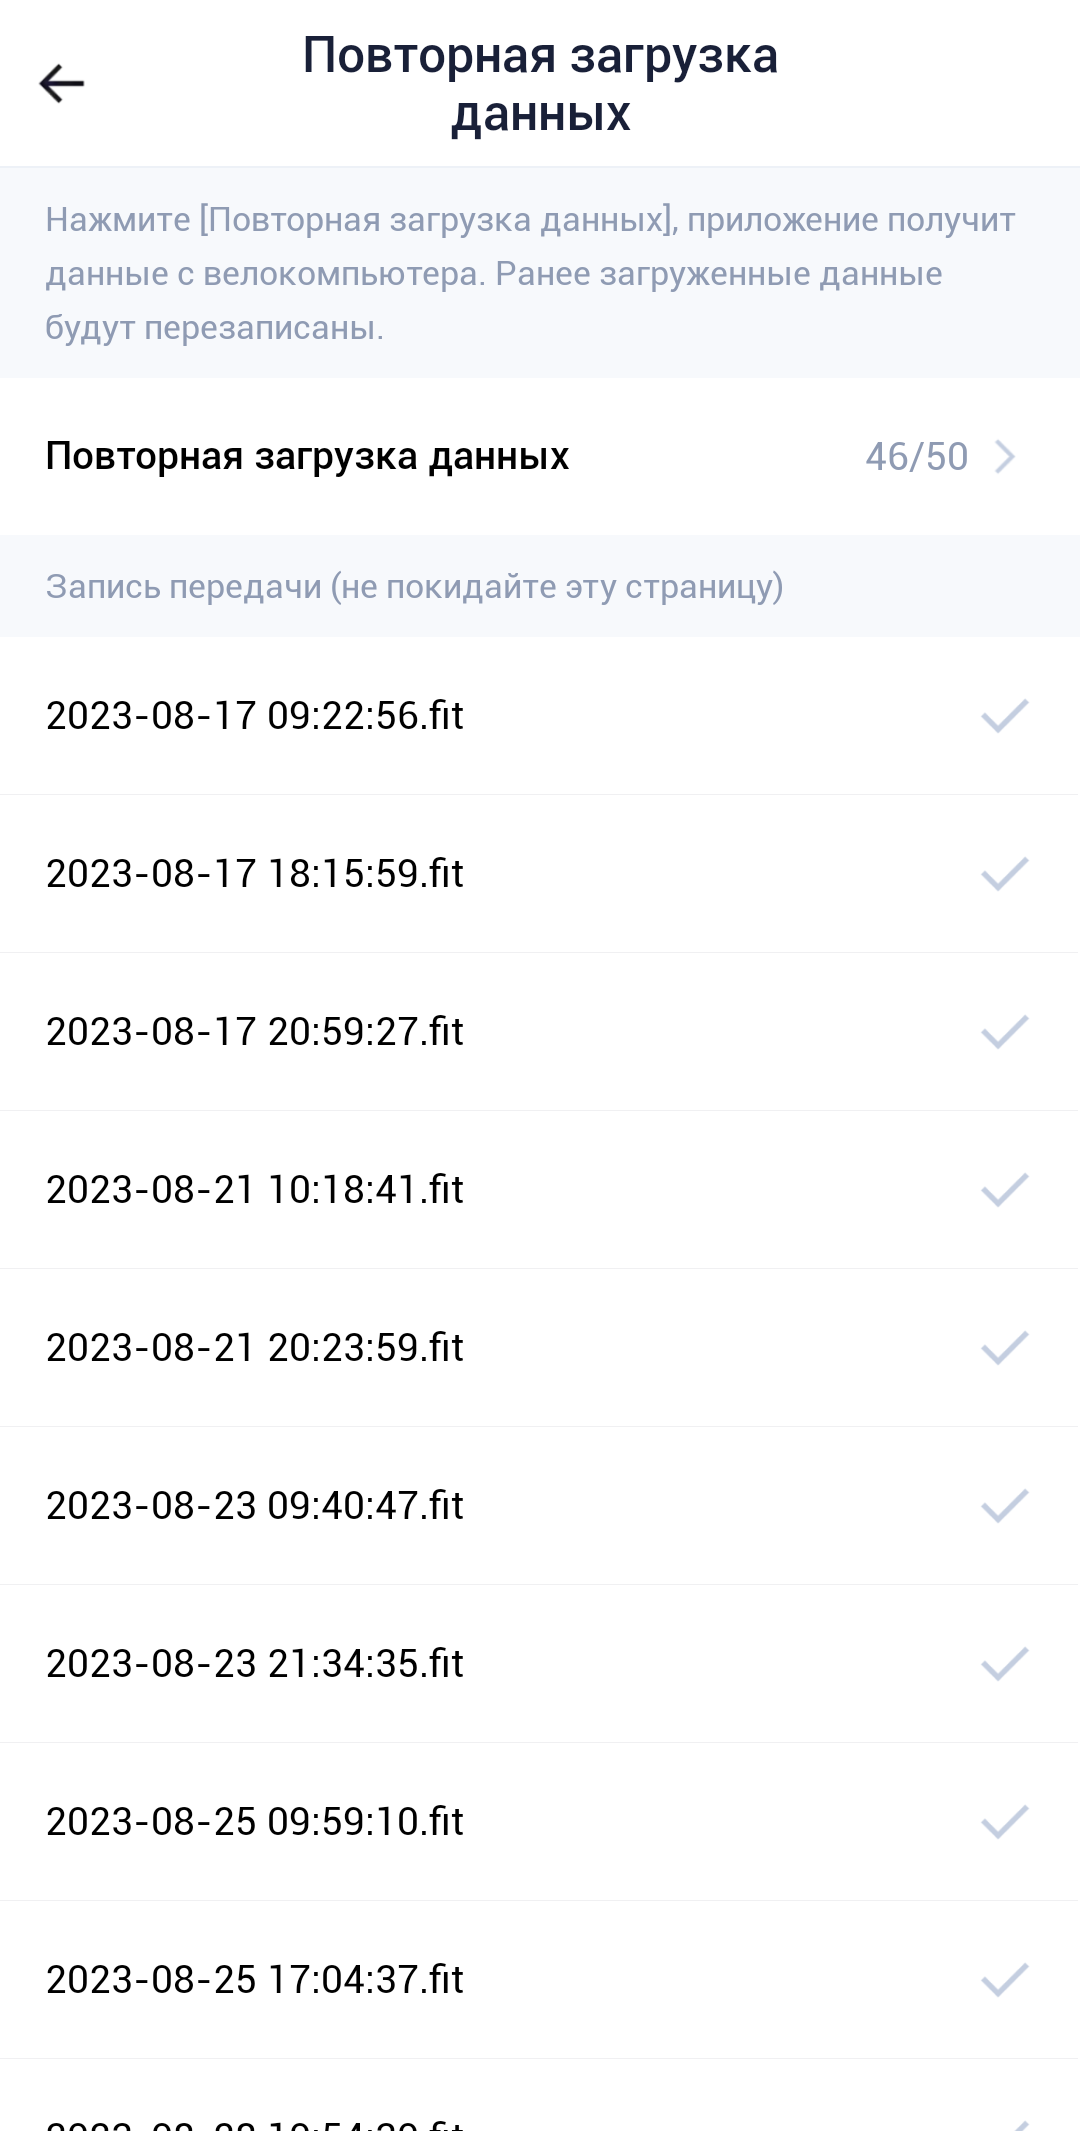 Повторная загрузка
данных
Нажмите [Повторная загрузка данных], приложение получит
данные с велокомпьютера. Ранее загруженные данные
будут перезаписаны.
Повторная загрузка данных 46/50
Запись передачи (не покидайте эту страницу)
2023-08-17 09:22:56.fit
2023-08-17 18:15:59.fit
2023-08-17 20:59:27.fit
2023-08-21 10:18:41.fit
2023-08-21 20:23:59.fit
2023-08-23 09:40:47.fit
2023-08-23 21:34:35.fit
2023-08-25 09:59:10.fit
2023-08-25 17:04:37.fit